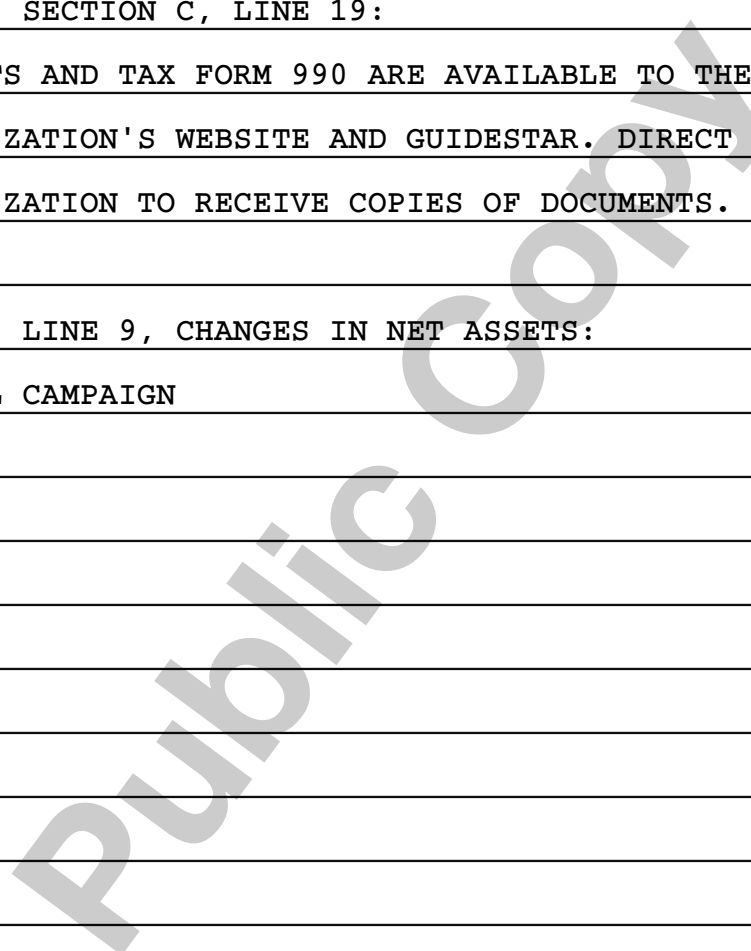 SECTION C, LINE 19:
TS AND TAX FORM 990 ARE AVAILABLE TO THE
ZATION'S WEBSITE AND GUIDESTAR. DIRECT
ZATION TO RECEIVE COPIES OF DOCUMENTS.
LINE 9, CHANGES IN NET ASSETS:
CAMPAIGN
Public Copy